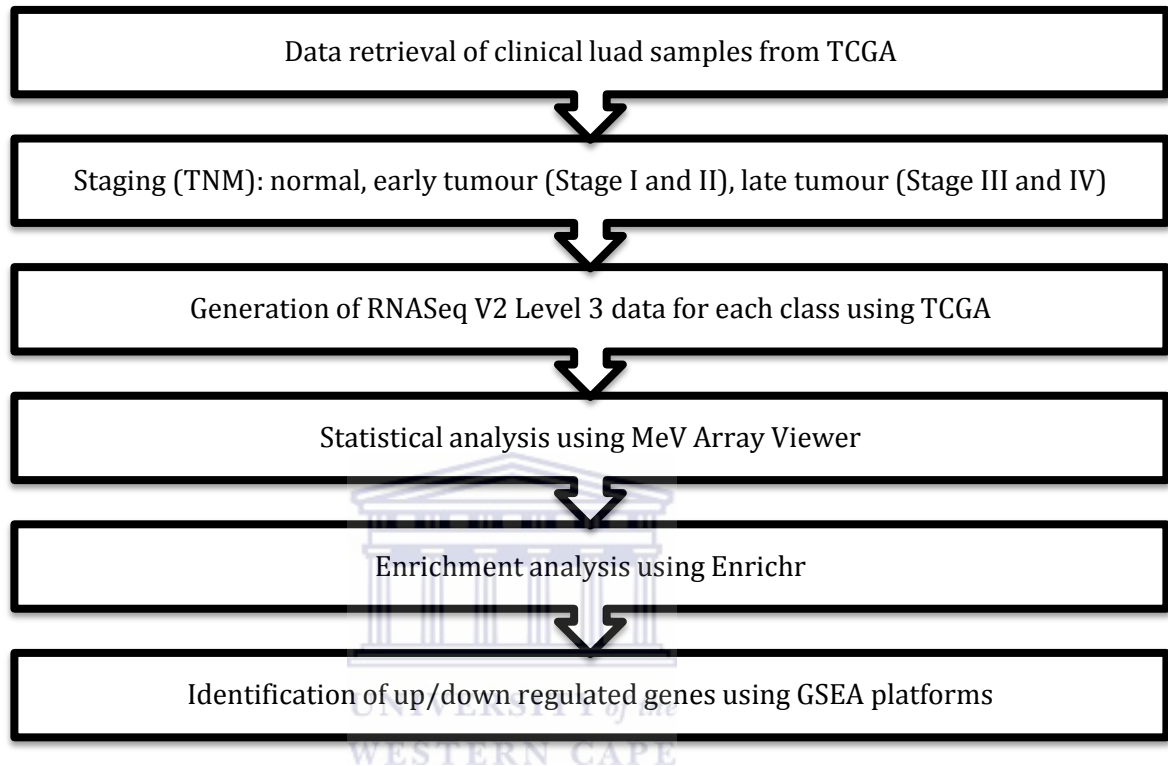 Data retrieval of clinical luad samples from TCGA
Staging (TNM): normal, early tumour (Stage I and II), late tumour (Stage III and IV)
Generation of RNASeq V2 Level 3 data for each class using TCGA
Statistical analysis using MeV Array Viewer
Enrichment analysis using Enrichr
Identification of up/down regulated genes using GSEA platforms
UNIVERSITY of the
WESTERN CAPE